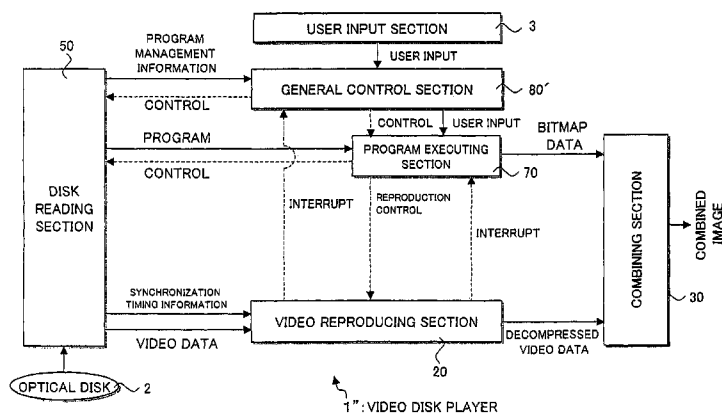 USER INPUT SECTION
3
50
PROGRAM
MANAGEMENT
INFORMATION
USER INPUT
GENERAL CONTROL SECTION
80'
CONTROL
CONTROL
USER INPUT
PROGRAM
PROGRAM EXECUTING
SECTION
70
BITMAP
DATA
CONTROL
DISK
READING
SECTION
INTERRUPT
REPRODUCTION
CONTROL
INTERRUPT
COMBINING SECTION
COMBINED
IMAGE
30
SYNCHRONIZATION
TIMING INFORMATION
VIDEO REPRODUCING SECTION
VIDEO DATA
20
DECOMPRESSED
VIDEO DATA
OPTICAL DISK
2
1": VIDEO DISK PLAYER